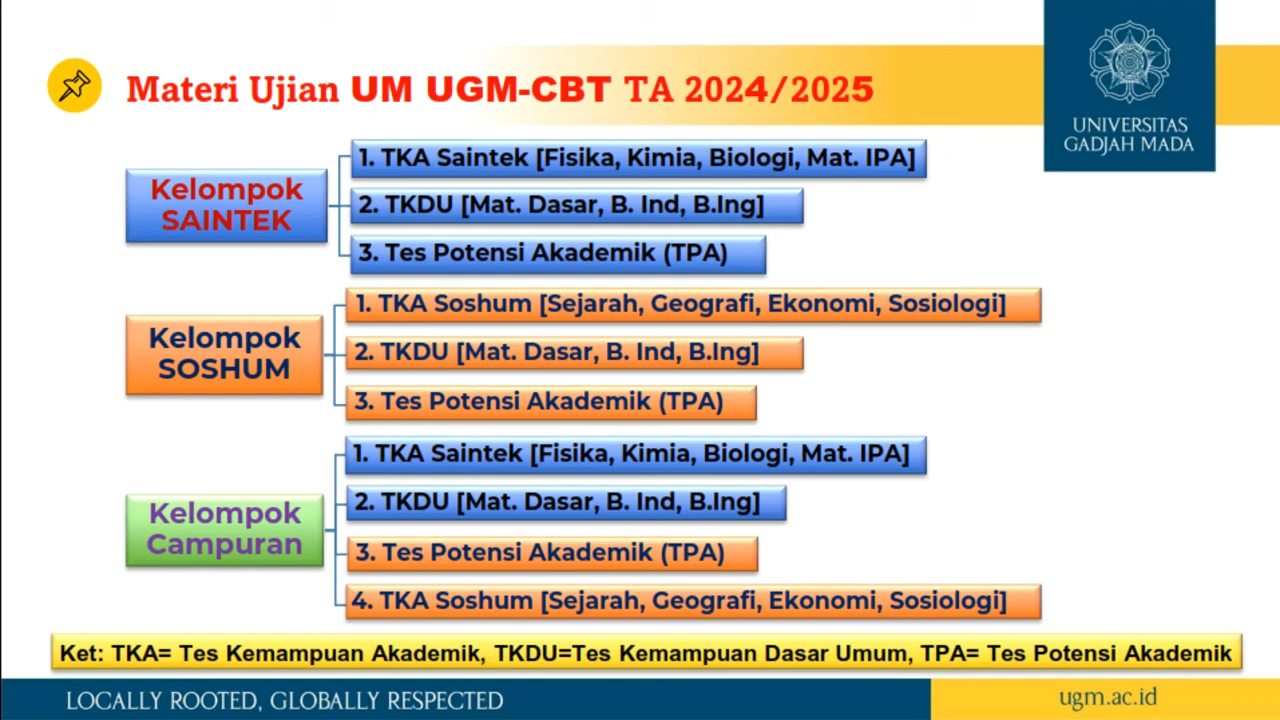 Materi Ujian UM UGM-CBT TA 2024/2025
UNIVERSITAS
GADJAH MADA
Kelompok
SAINTEK
1. TKA Saintek [Fisika, Kimia, Biologi, Mat. IPA]
2. TKDU [Mat. Dasar, B. Ind, B.Ing]
3. Tes Potensi Akademik (TPA)
Kelompok
SOSHUM
1. TKA Soshum [Sejarah, Geografi, Ekonomi, Sosiologi]
2. TKDU [Mat. Dasar, B. Ind, B.Ing]
3. Tes Potensi Akademik (TPA)
Kelompok
Campuran
1. TKA Saintek [Fisika, Kimia, Biologi, Mat. IPA]
2. TKDU [Mat. Dasar, B. Ind, B.Ing]
3. Tes Potensi Akademik (TPA)
4. TKA Soshum [Sejarah, Geografi, Ekonomi, Sosiologi]
Ket: TKA= Tes Kemampuan Akademik, TKDU=Tes Kemampuan Dasar Umum, TPA= Tes Potensi Akademik
LOCALLY ROOTED, GLOBALLY RESPECTED
ugm.ac.id